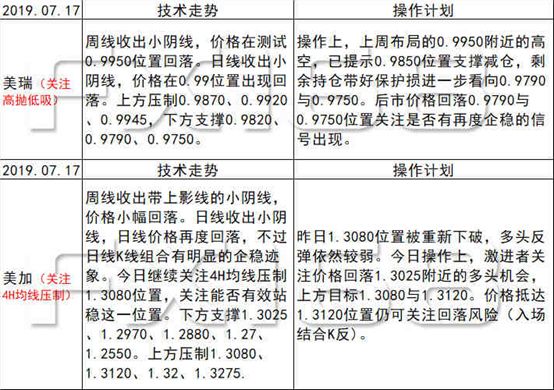 2019.07.17
技术走势
操作计划
美瑞（关注
高抛低吸）
周线收出小阴线，价格在测试
0.9950位置回落。日线收出小
阴线，价格在0.99位置出现回
落。上方压制0.9870、0.9920
、0.9945，下方支撑0.9820、
0.9790、0.9750。
操作上，上周布局的0.9950附近的高
空，已提示0.9850位置支撑减仓，剩
余持仓带好保护损进一步看向0.9790
与0.9750。后市价格回落0.9790与
0.9750位置关注是否有再度企稳的信
号出现。
2019.07.17
技术走势
操作计划
美加（关注
4H均线压制）
周线收出带上影线的小阴线，
价格小幅回落。日线收出小阴
线，日线价格再度回落，不过
日线K线组合有明显的企稳迹
象。今日继续关注4H均线压制
1.3080位置，关注能否有效站
稳这一位置。下方支撑1.3025
、1.2970、1.2880、1.27、
1.2550。上方压制1.3080、
1.3120、1.32、1.3275.
昨日1.3080位置被重新下破，多头反
弹依然较弱。今日操作上，激进者关
注价格回落1.3025附近的多头机会，
上方目标1.3080与1.3120。价格抵达
1.3120位置仍可关注回落风险（入场
结合K反）。